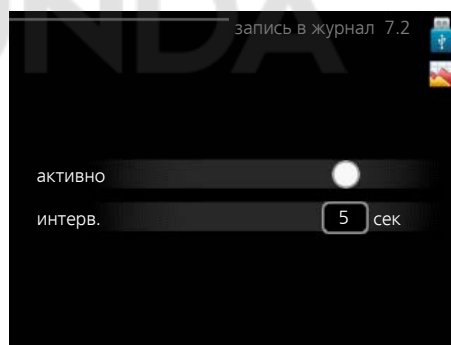 запись в журнал 7.2
активно
интерв. 5 сек